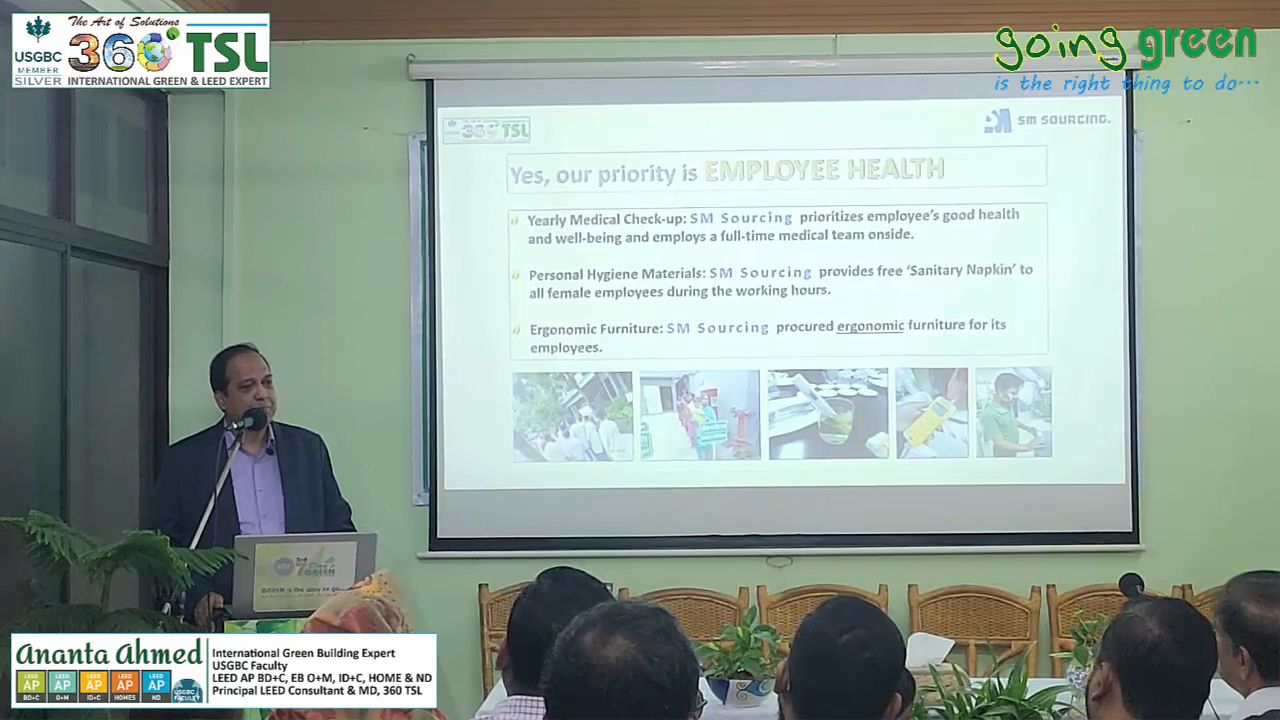 The Art of Solutions
USGBC
MEMBER
SILVER
360° TSL
INTERNATIONAL GREEN & LEED EXPERT
going green
is the right thing to do...
360 TSL
SM SOURCING.
Yes, our priority is EMPLOYEE HEALTH
Yearly Medical Check-up: SM Sourcing prioritizes employee's good health
and well-being and employs a full-time medical team onside.
Personal Hygiene Materials: SM Sourcing provides free 'Sanitary Napkin' to
all female employees during the working hours.
Ergonomic Furniture: SM Sourcing procured ergonomic furniture for its
employees.
GREEN
Ananta Ahmed
LEED AP BD+C
LEED AP O+M
LEED AP ID+C
LEED AP HOMES
LEED AP ND
USGBC FACULTY
International Green Building Expert
USGBC Faculty
LEED AP BD+C, EB O+M, ID+C, HOME & ND
Principal LEED Consultant & MD, 360 TSL